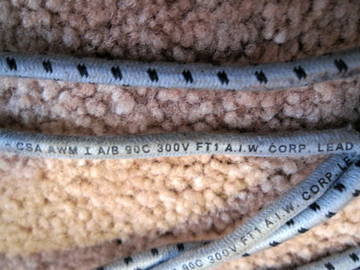 CSA AWM I A/B 90C 300V FT1 A.I.W. CORP. LEAD
90C 300V FT1 A.I.W. CORP. LE